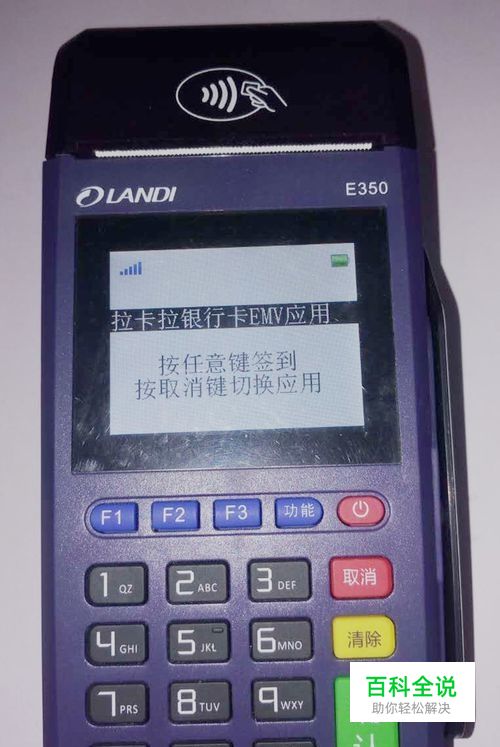 LANDI
E350
拉卡拉银行卡EMV应用
按任意键签到
按取消键切换应用
F1 F2 F3 功能
1 QZ 2 ABC 3 DEF 取消
4 GHI 5 JKL 6 MNO 清除
7 PRS 8 TUV 9 WXY
认
百科全说
助你轻松解决